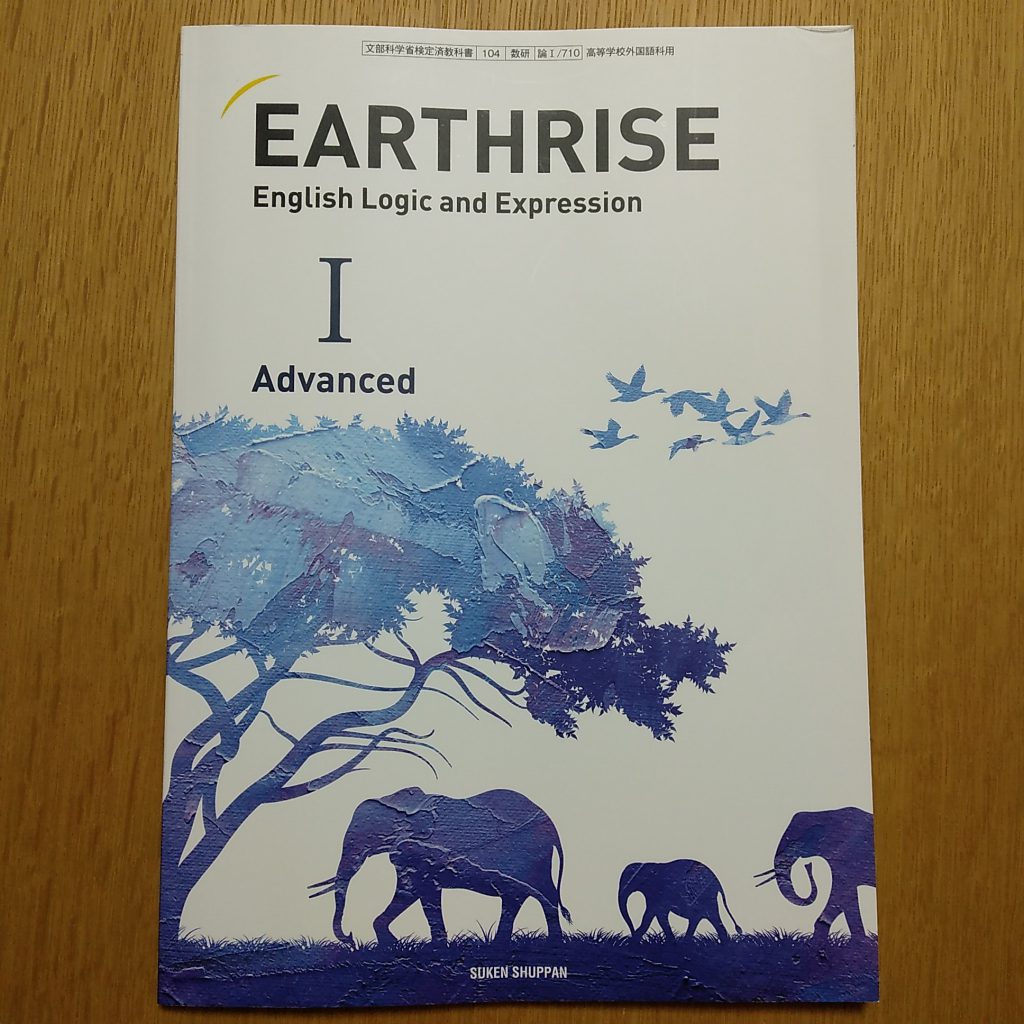 文部科学省検定済教科書 104 数研 論Ⅰ/710 高等学校外国語科用
EARTHRISE
English Logic and Expression
I
Advanced
SUKEN SHUPPAN